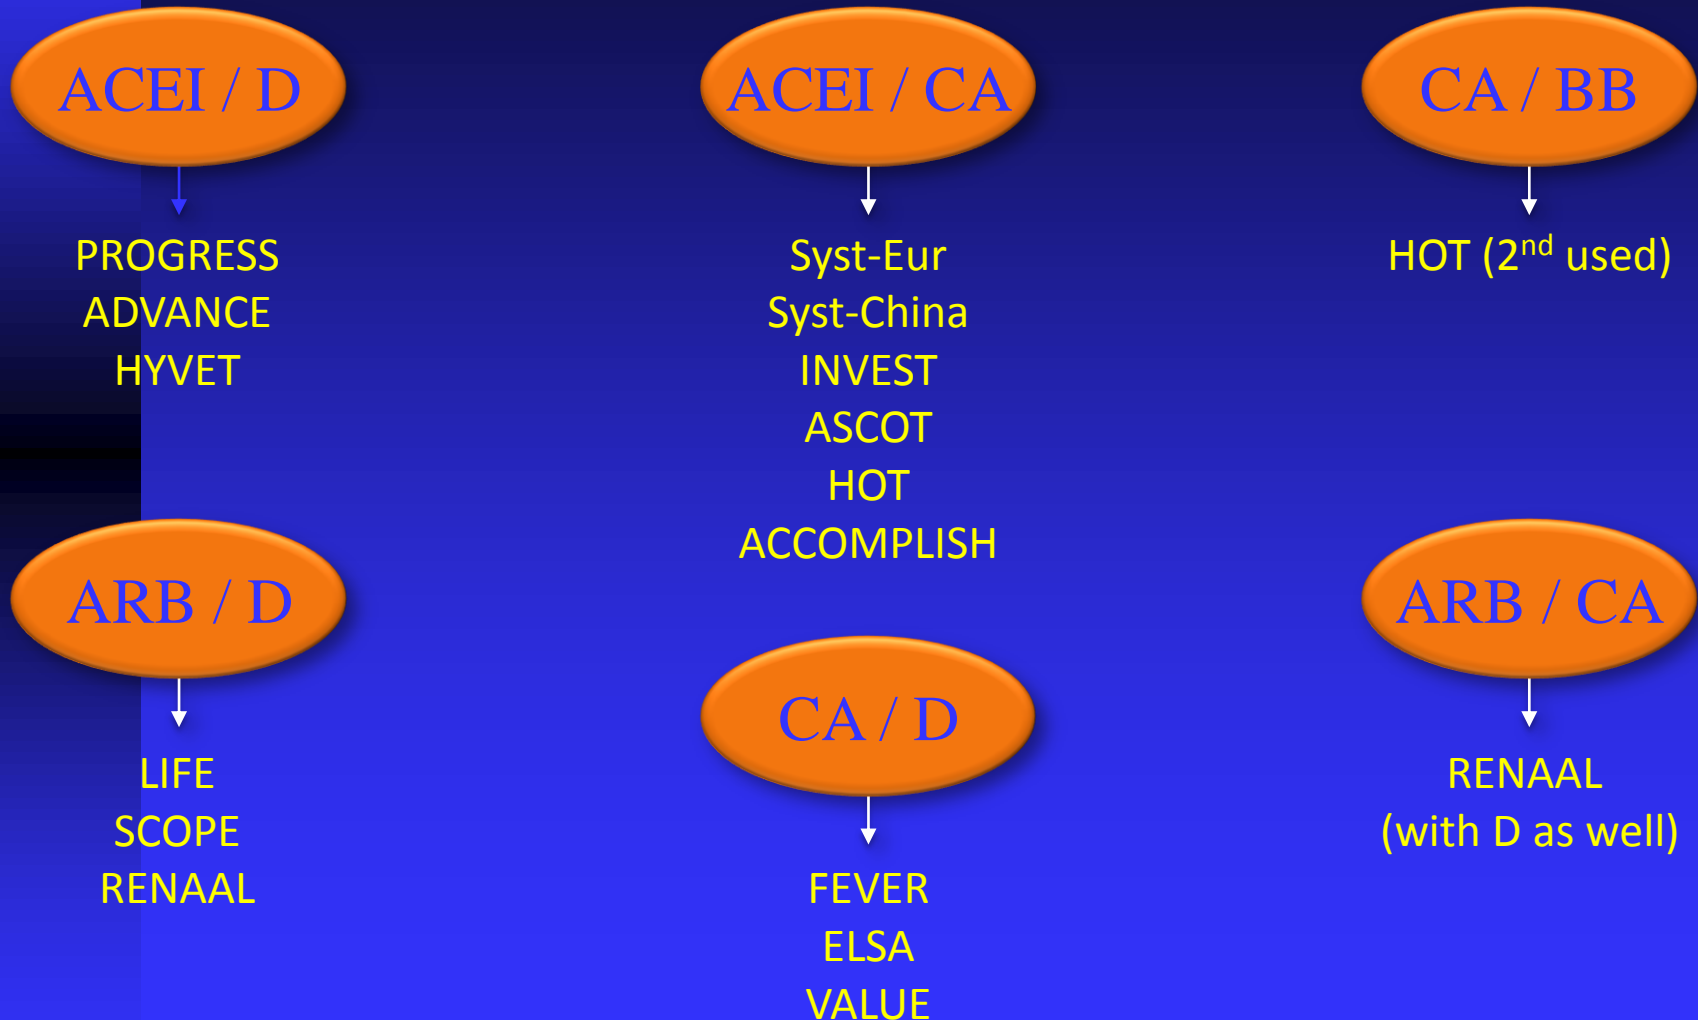 ACEI / D
PROGRESS
ADVANCE
HYVET
ACEI / CA
Syst-Eur
Syst-China
INVEST
ASCOT
HOT
ACCOMPLISH
CA / BB
HOT (2nd used)
ARB / D
LIFE
SCOPE
RENAAL
CA / D
FEVER
ELSA
VALUE
ARB / CA
RENAAL
(with D as well)